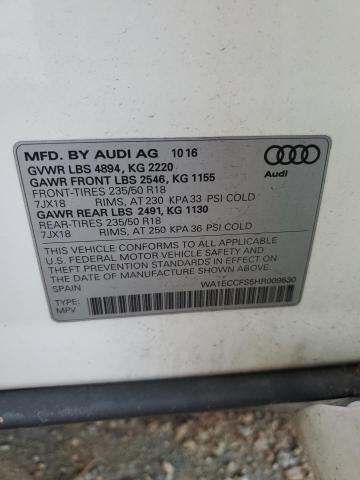 MFD. BY AUDI AG 10 16
GVWR LBS 4894, KG 2220
GAWR FRONT LBS 2546, KG 1155
FRONT-TIRES 235/50 R18
7JX18 RIMS, AT 230 KPA 33 PSI COLD
GAWR REAR LBS 2491, KG 1130
REAR-TIRES 235/50 R18
7JX18 RIMS, AT 250 KPA 36 PSI COLD
THIS VEHICLE CONFORMS TO ALL APPLICABLE
U.S. FEDERAL MOTOR VEHICLE SAFETY AND
THEFT PREVENTION STANDARDS IN EFFECT ON
THE DATE OF MANUFACTURE SHOWN ABOVE.
SPAIN WA1ECCFS5HR009630
TYPE:
MPV
Audi